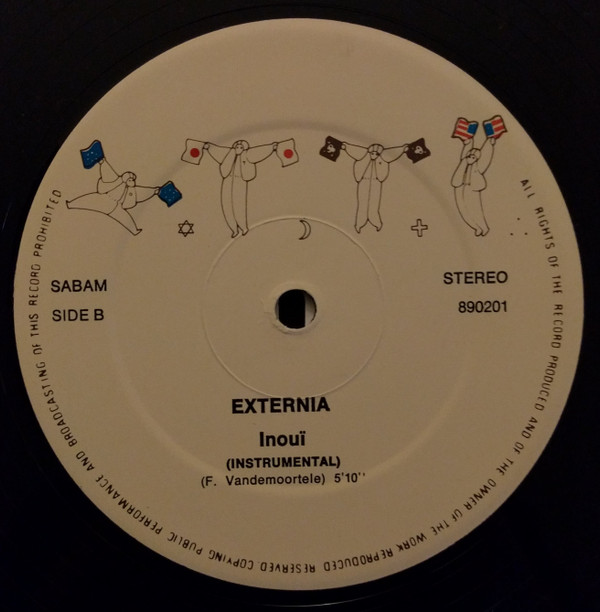 SABAM
SIDE B
STEREO
890201
EXTERNIA
Inouï
(INSTRUMENTAL)
(F. Vandemoortele) 5'10''
ALL RIGHTS OF THE RECORD PRODUCED AND OF THE OWNER OF THE WORK REPRODUCED RESERVED COPYING PUBLIC PERFORMANCE AND BROADCASTING OF THIS RECORD PROHIBITED